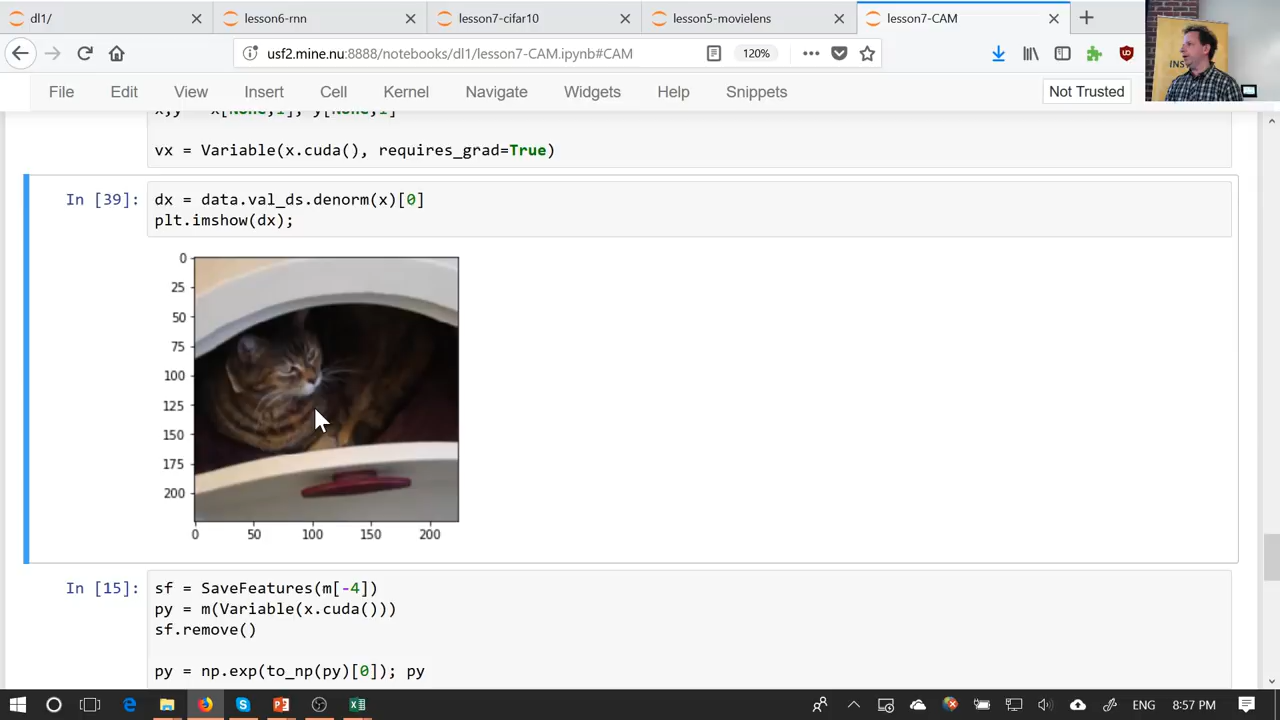 dl1/
lesson6-rnn
lesson7-cifar10
lesson5-movielens
lesson7-CAM
usf2.mine.nu:8888/notebooks/dl1/lesson7-CAM.ipynb#CAM
120%
INS
File Edit View Insert Cell Kernel Navigate Widgets Help Snippets
Not Trusted
vx = Variable(x.cuda(), requires_grad=True)
In [39]:
dx = data.val_ds.denorm(x)[0]
plt.imshow(dx);
0
25
50
75
100
125
150
175
200
0 50 100 150 200
In [15]:
sf = SaveFeatures(m[-4])
py = m(Variable(x.cuda()))
sf.remove()
py = np.exp(to_np(py)[0]); py
ENG 8:57 PM